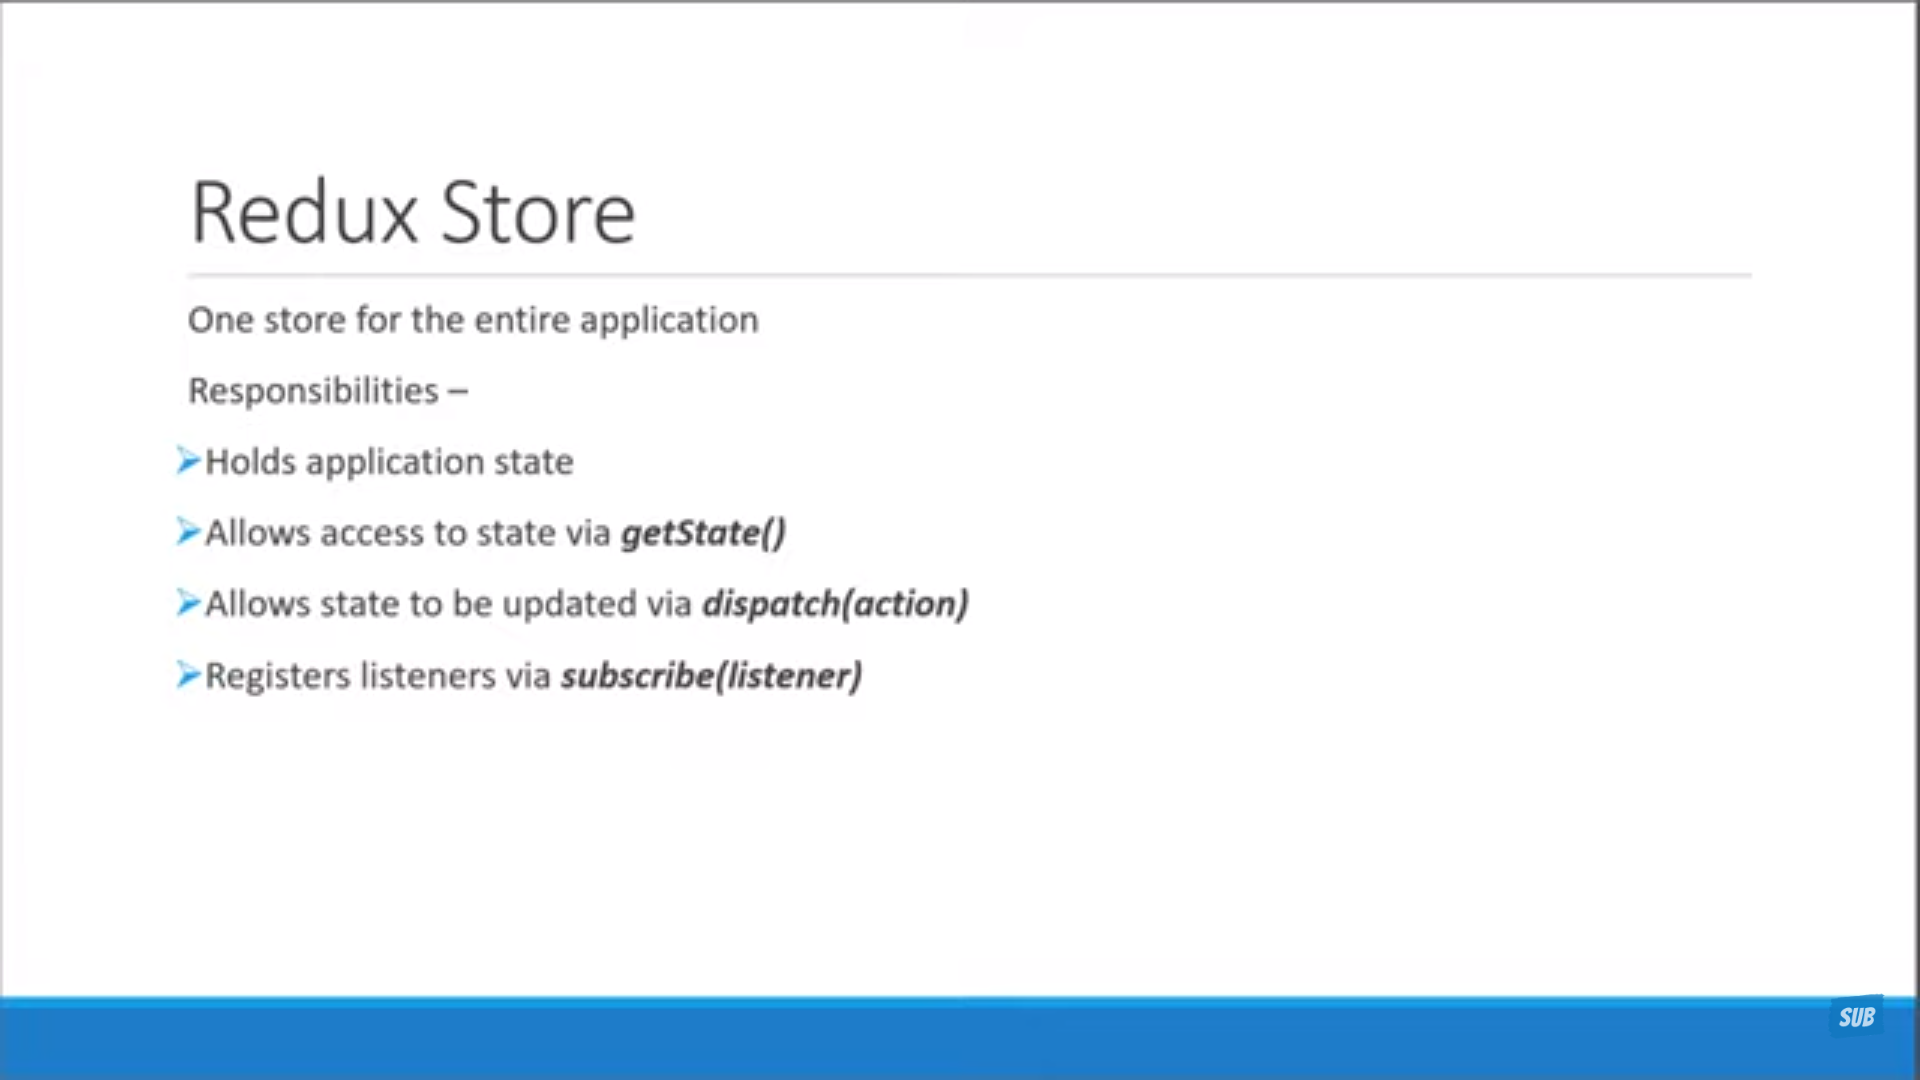 Redux Store
One store for the entire application
Responsibilities –
➢Holds application state
➢Allows access to state via getState()
➢Allows state to be updated via dispatch(action)
➢Registers listeners via subscribe(listener)
SUB